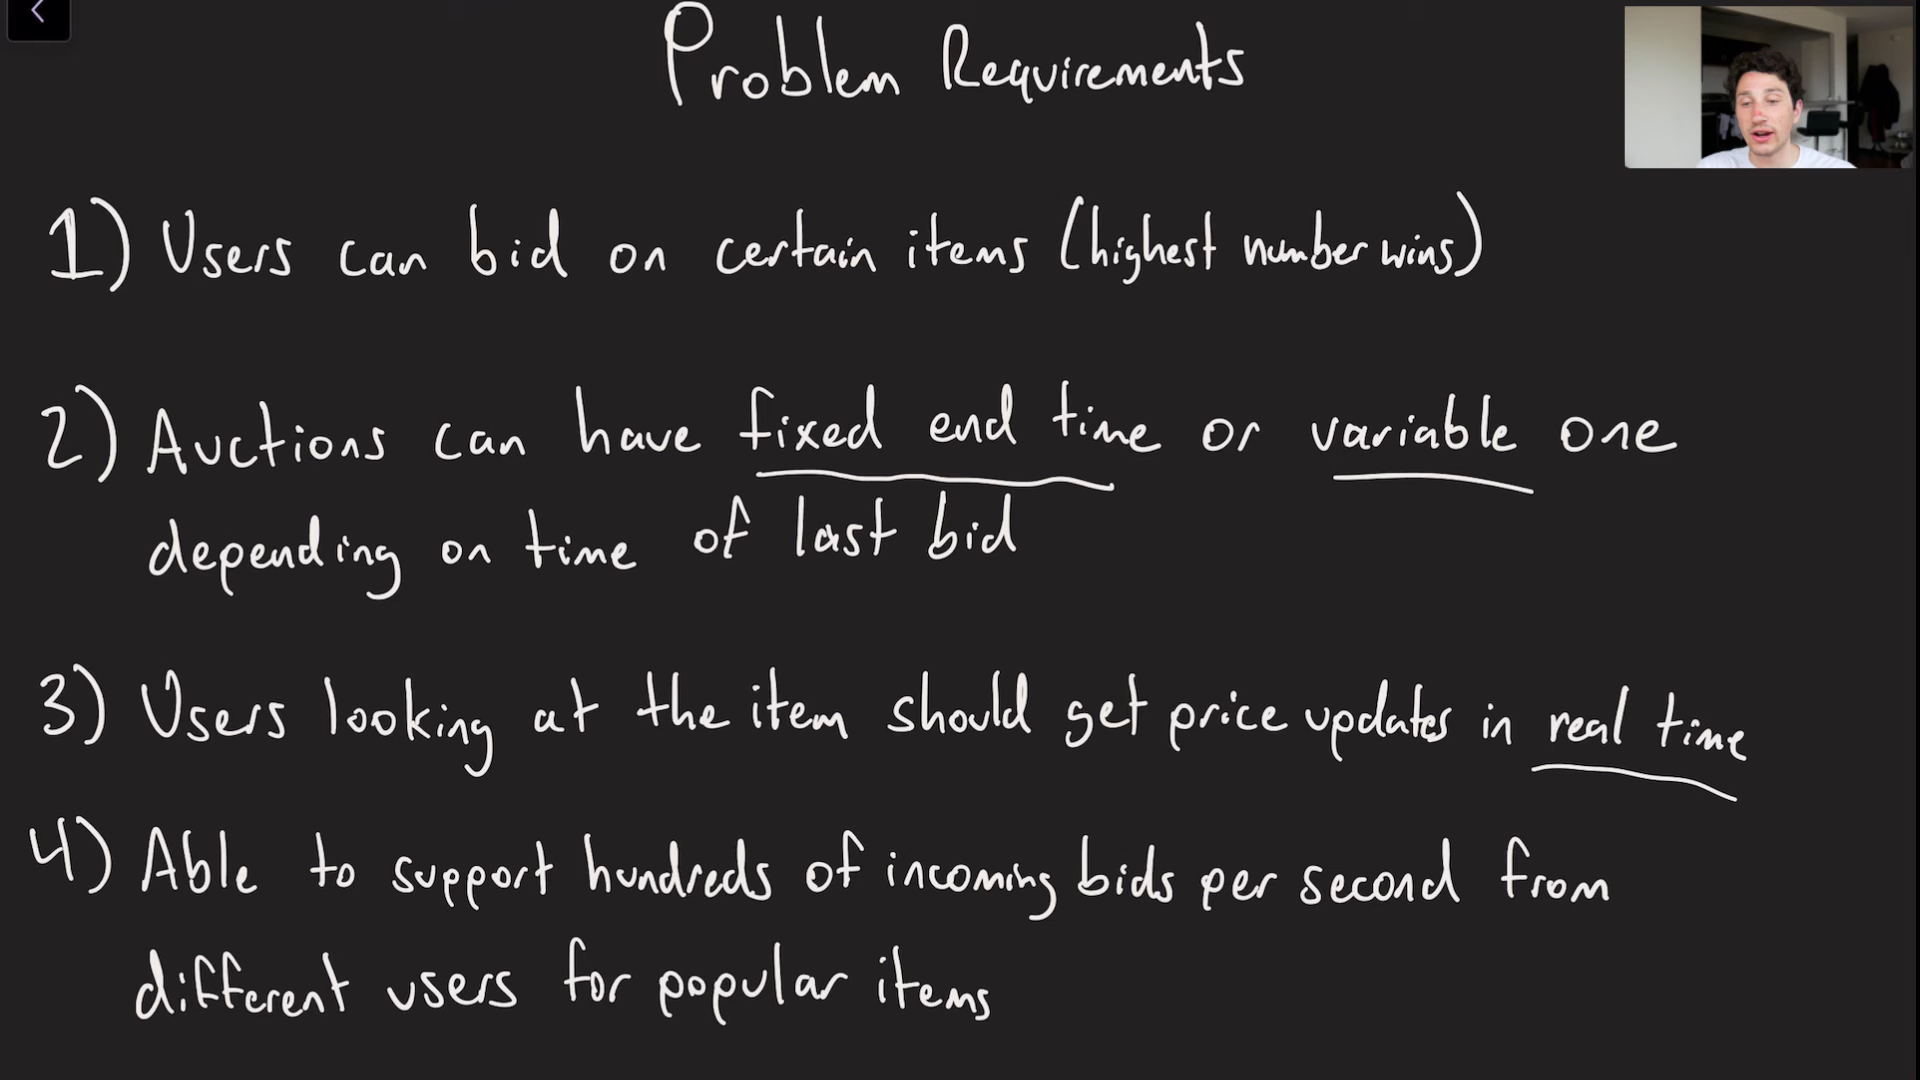 Problem Requirements
1) Users can bid on certain items (highest number wins)
2) Auctions can have fixed end time or variable one
depending on time of last bid
3) Users looking at the item should get price updates in real time
4) Able to support hundreds of incoming bids per second from
different users for popular items